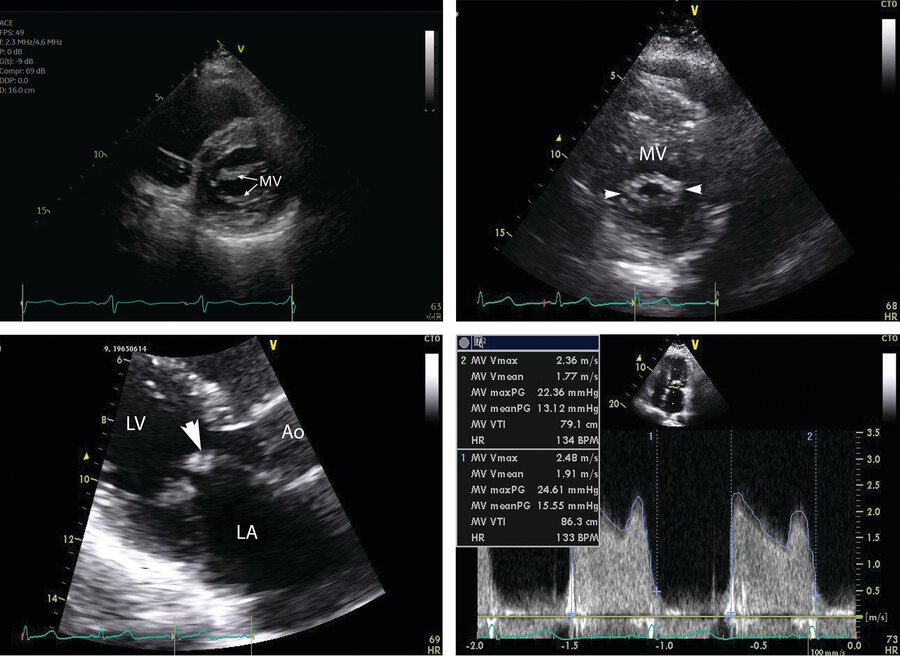 ACE
FPS: 49
f: 2.3 MHz/4.6 MHz
P: 0 dB
G(t): -9 dB
Compr: 69 dB
DDP: 0.0
D: 16.0 cm
V
5
10
15
MV
63
HR
CTO
V
5
10
15
MV
68
HR
9, 19650614
CTO
V
6
8
10
12
14
LV
Ao
LA
69
HR
2 MV Vmax 2.36 m/s
MV Vmean 1.77 m/s
MV maxPG 22.36 mmHg
MV meanPG 13.12 mmHg
MV VTI 79.1 cm
HR 134 BPM
1 MV Vmax 2.48 m/s
MV Vmean 1.91 m/s
MV maxPG 24.61 mmHg
MV meanPG 15.55 mmHg
MV VTI 86.3 cm
HR 133 BPM
V
CTO
10
20
1
2
3.5
3.0
2.5
2.0
1.5
1.0
0.5
[m/s]
-2.0 -1.5 -1.0 -0.5 0.0
100 mm/s
73
HR